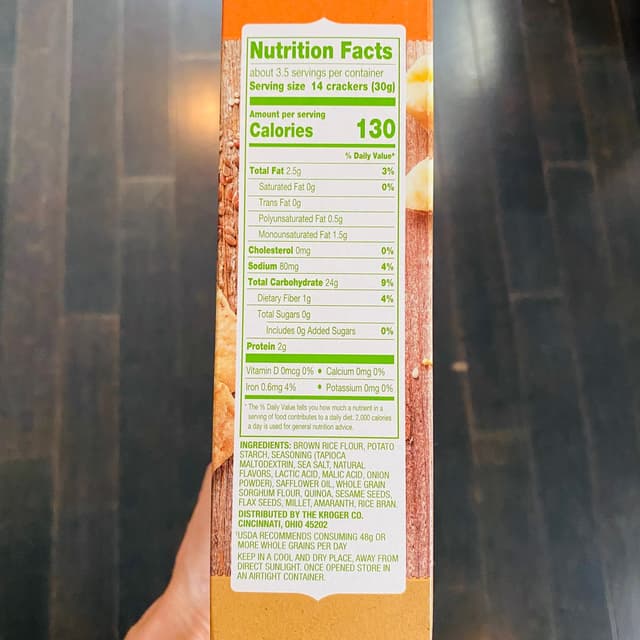 Nutrition Facts
about 3.5 servings per container
Serving size 14 crackers (30g)
Amount per serving
Calories 130
% Daily Value*
Total Fat 2.5g 3%
Saturated Fat 0g 0%
Trans Fat 0g
Polyunsaturated Fat 0.5g
Monounsaturated Fat 1.5g
Cholesterol 0mg 0%
Sodium 80mg 4%
Total Carbohydrate 24g 9%
Dietary Fiber 1g 4%
Total Sugars 0g
Includes 0g Added Sugars 0%
Protein 2g
Vitamin D 0mcg 0% • Calcium 0mg 0%
Iron 0.6mg 4% • Potassium 0mg 0%
* The % Daily Value tells you how much a nutrient in a
serving of food contributes to a daily diet. 2,000 calories
a day is used for general nutrition advice.
INGREDIENTS: BROWN RICE FLOUR, POTATO
STARCH, SEASONING (TAPIOCA
MALTODEXTRIN, SEA SALT, NATURAL
FLAVORS, LACTIC ACID, MALIC ACID, ONION
POWDER), SAFFLOWER OIL, WHOLE GRAIN
SORGHUM FLOUR, QUINOA, SESAME SEEDS,
FLAX SEEDS, MILLET, AMARANTH, RICE BRAN.
DISTRIBUTED BY THE KROGER CO.
CINCINNATI, OHIO 45202
USDA RECOMMENDS CONSUMING 48g OR
MORE WHOLE GRAINS PER DAY
KEEP IN A COOL AND DRY PLACE, AWAY FROM
DIRECT SUNLIGHT. ONCE OPENED STORE IN
AN AIRTIGHT CONTAINER.